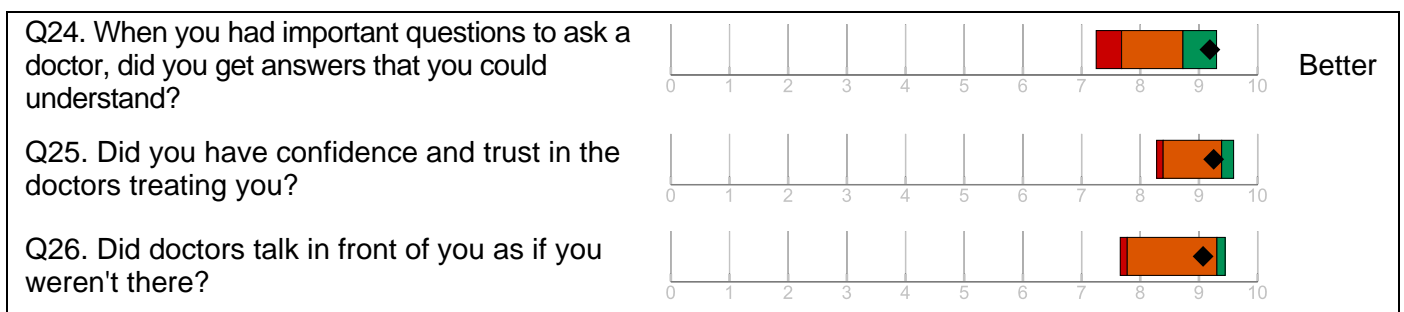 Q24. When you had important questions to ask a
doctor, did you get answers that you could
understand?
Better
0 1 2 3 4 5 6 7 8 9 10
Q25. Did you have confidence and trust in the
doctors treating you?
0 1 2 3 4 5 6 7 8 9 10
Q26. Did doctors talk in front of you as if you
weren't there?
0 1 2 3 4 5 6 7 8 9 10